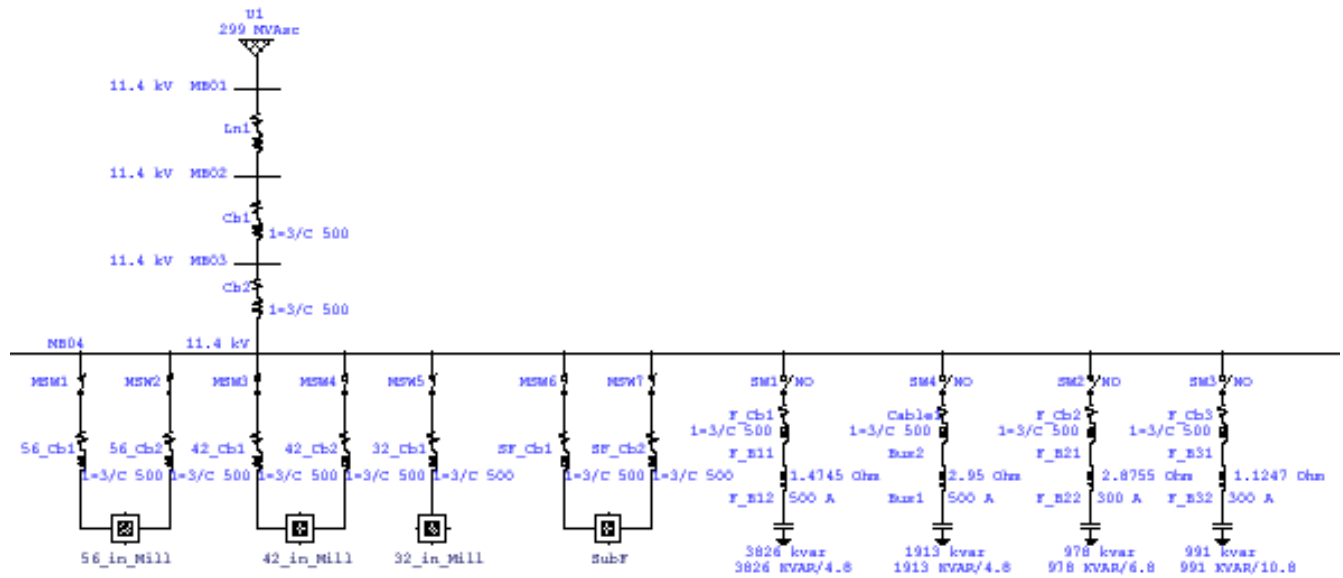 U1
299 MVAsc
11.4 kV MB01
Ln1
11.4 kV MB02
Cb1
1=3/C 500
11.4 kV MB03
Cb2
1=3/C 500
MB04 11.4 kV
MSW1 MSW2 MSW3 MSW4 MSW5 MSW6 MSW7 SW1 NO SW4 NO SW2 NO SW3 NO
F_Cb1 Cable1 F_Cb2 F_Cb3
1=3/C 500 1=3/C 500 1=3/C 500 1=3/C 500
56_Cb1 56_Cb2 42_Cb1 42_Cb2 32_Cb1 SF_Cb1 SF_Cb2 F_B11 Bus2 F_B21 F_B31
1=3/C 500 1=3/C 500 1=3/C 500 1=3/C 500 1=3/C 500 1=3/C 500 1=3/C 500 1.4745 Ohm 2.95 Ohm 2.8755 Ohm 1.1247 Ohm
F_B12 500 A Bus1 500 A F_B22 300 A F_B32 300 A
56_in_Mill 42_in_Mill 32_in_Mill SubF 3826 kvar 1913 kvar 978 kvar 991 kvar
3826 KVAR/4.8 1913 KVAR/4.8 978 KVAR/6.8 991 KVAR/10.8